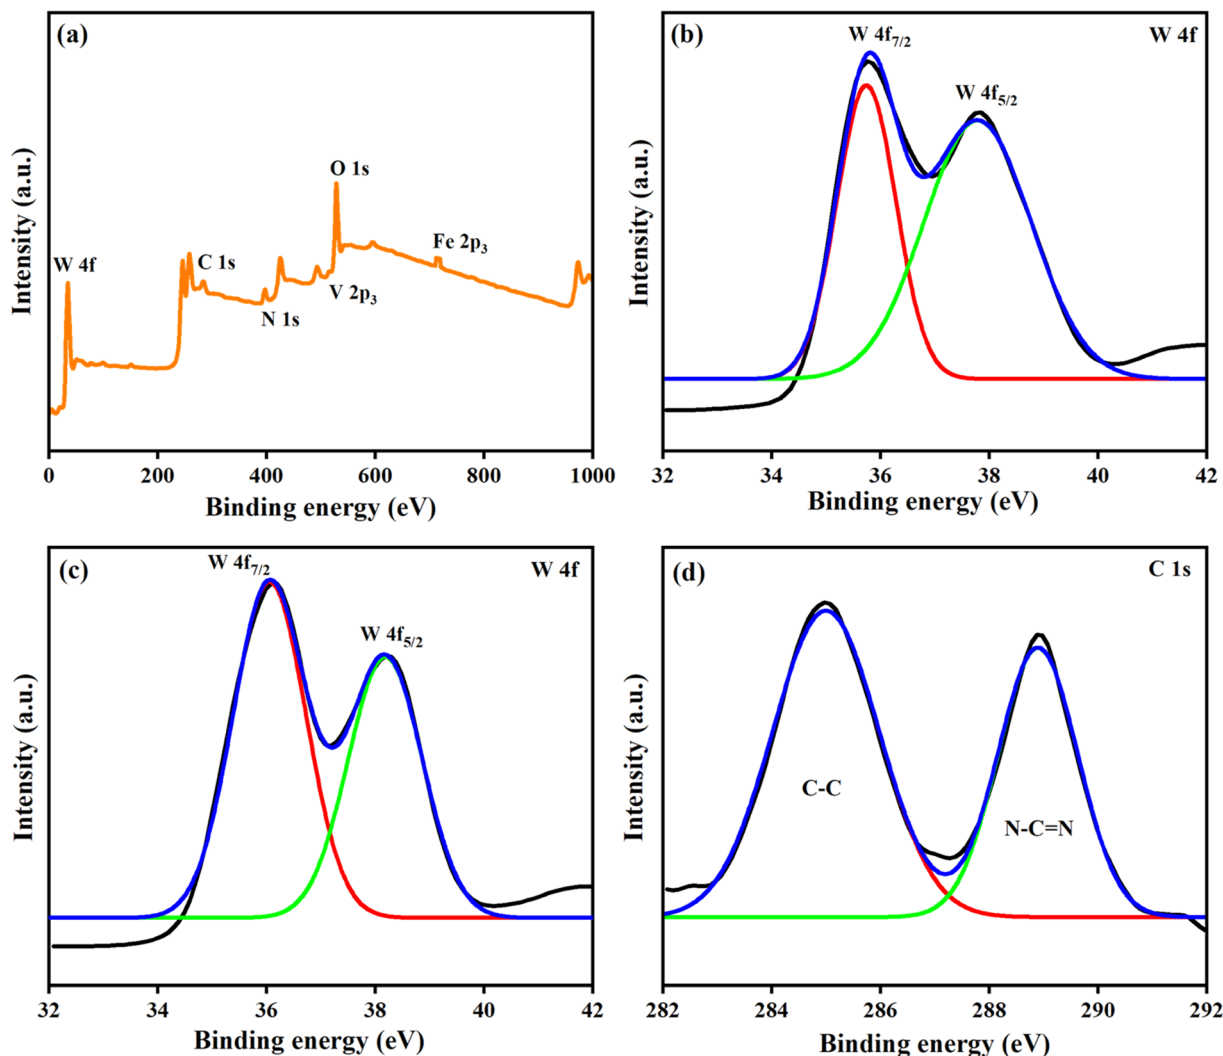 (a)
Intensity (a.u.)
W 4f
C 1s
N 1s
O 1s
V 2p3
Fe 2p3
0 200 400 600 800 1000
Binding energy (eV)
(b)
W 4f
Intensity (a.u.)
W 4f7/2
W 4f5/2
32 34 36 38 40 42
Binding energy (eV)
(c)
W 4f
Intensity (a.u.)
W 4f7/2
W 4f5/2
32 34 36 38 40 42
Binding energy (eV)
(d)
C 1s
Intensity (a.u.)
C-C
N-C=N
282 284 286 288 290 292
Binding energy (eV)